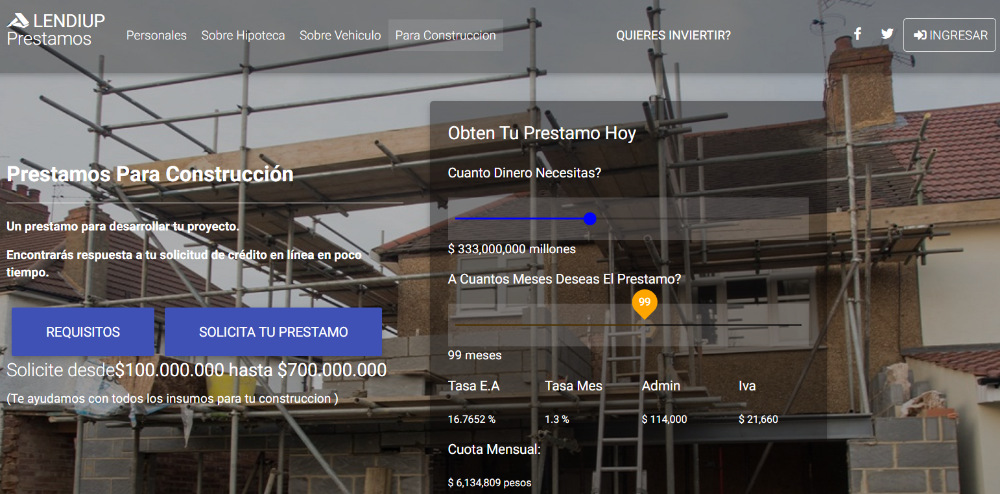 LENDIUP
Prestamos
Personales
Sobre Hipoteca
Sobre Vehiculo
Para Construccion
QUIERES INVIERTIR?
INGRESAR
Prestamos Para Construcción
Un prestamo para desarrollar tu proyecto.
Encontrarás respuesta a tu solicitud de crédito en línea en poco
tiempo.
REQUISITOS
SOLICITA TU PRESTAMO
Solicite desde$100.000.000 hasta $700.000.000
(Te ayudamos con todos los insumos para tu construccion )
Obten Tu Prestamo Hoy
Cuanto Dinero Necesitas?
$ 333,000,000 millones
A Cuantos Meses Deseas El Prestamo?
99
99 meses
Tasa E.A Tasa Mes Admin Iva
16.7652 % 1.3 % $ 114,000 $ 21,660
Cuota Mensual:
$ 6,134,809 pesos